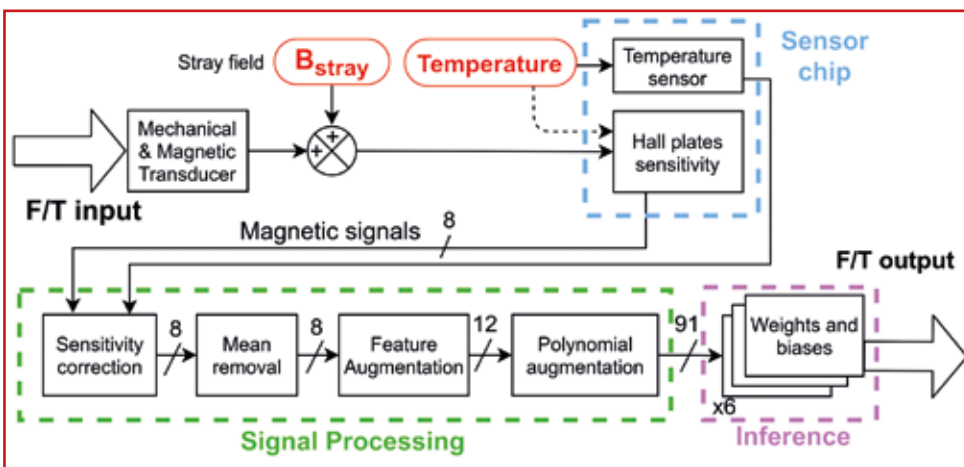 Stray field
B stray
Temperature
Temperature
sensor
Sensor
chip
Mechanical
& Magnetic
Transducer
+
+
Hall plates
sensitivity
F/T input
Magnetic signals
8
F/T output
Sensitivity
correction
8
Mean
removal
8
Feature
Augmentation
12
Polynomial
augmentation
91
Weights and
biases
x6
Signal Processing
Inference